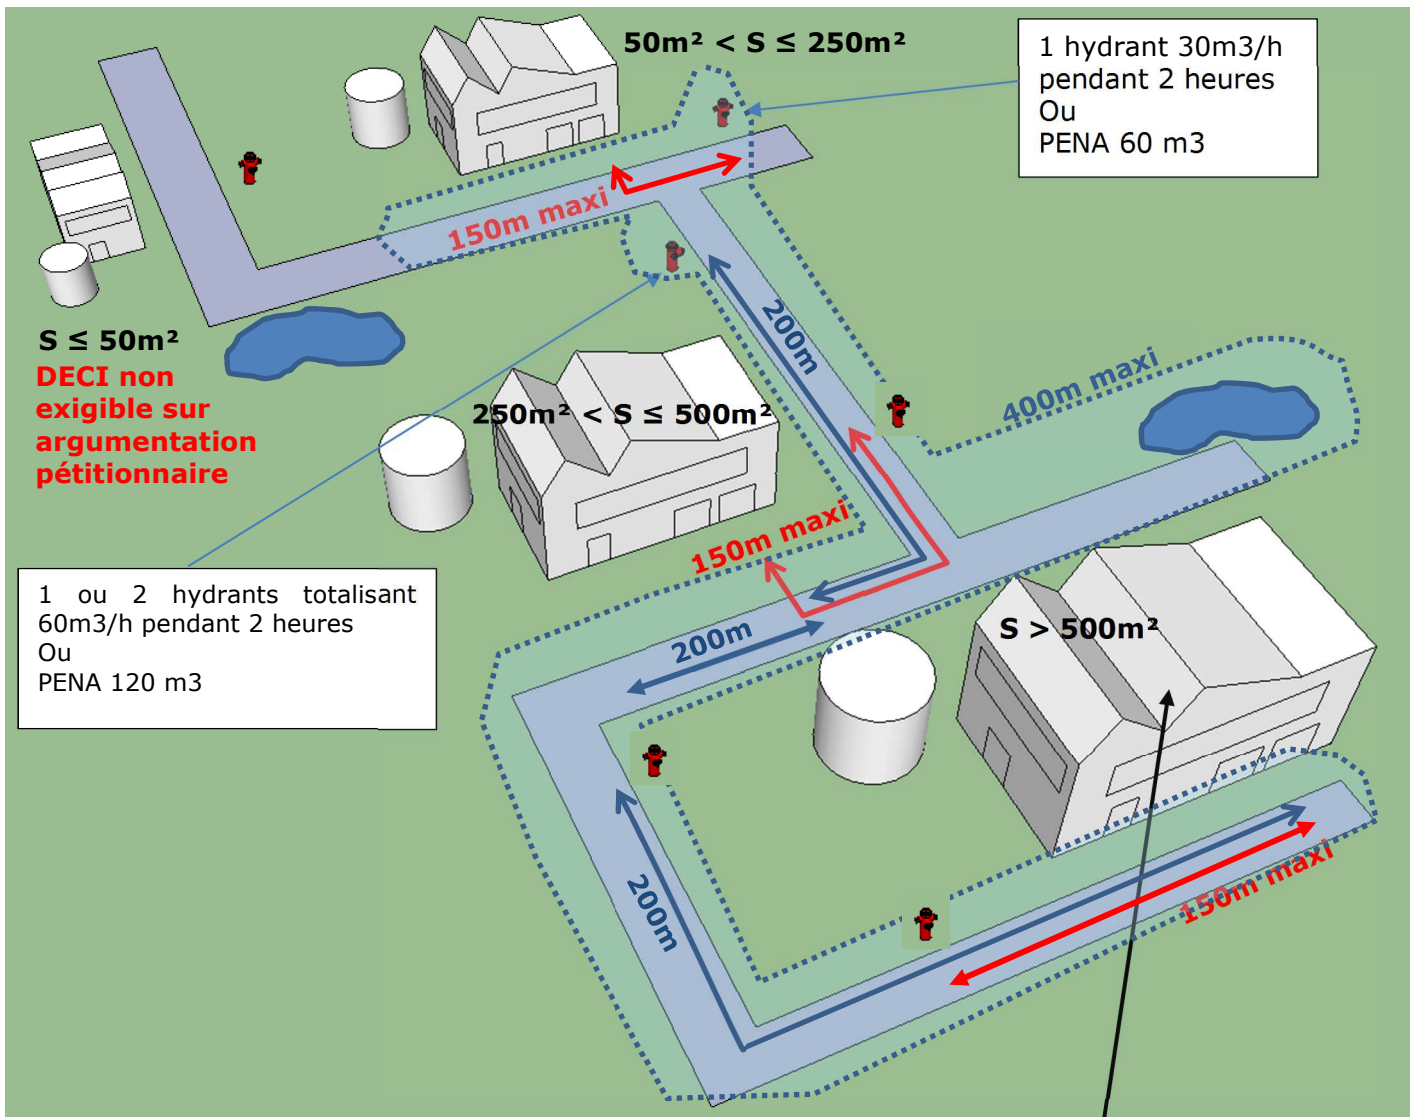 50m² < S ≤ 250m²
1 hydrant 30m3/h
pendant 2 heures
Ou
PENA 60 m3
150m maxi
S ≤ 50m²
DECI non
exigible sur
argumentation
pétitionnaire
200m
400m maxi
250m² < S ≤ 500m²
150m maxi
1 ou 2 hydrants totalisant
60m3/h pendant 2 heures
Ou
PENA 120 m3
200m
S > 500m²
200m
150m maxi